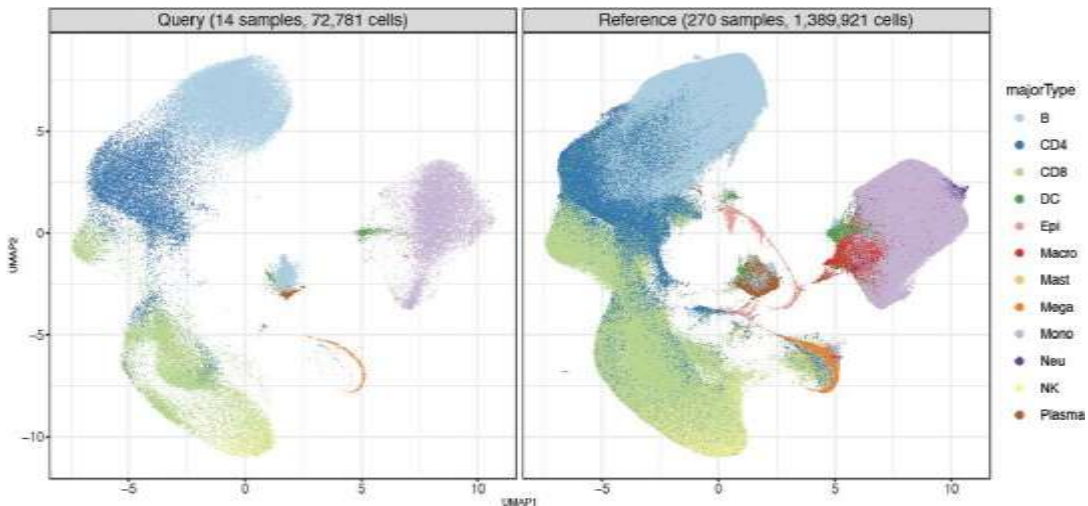 Query (14 samples, 72,781 cells)
Reference (270 samples, 1,389,921 cells)
majorType
B
CD4
CD8
DC
Epi
Macro
Mast
Mega
Mono
Neu
NK
Plasma
UMAP2
5
0
−5
−10
−5
0
5
10
−5
0
5
10
UMAP1